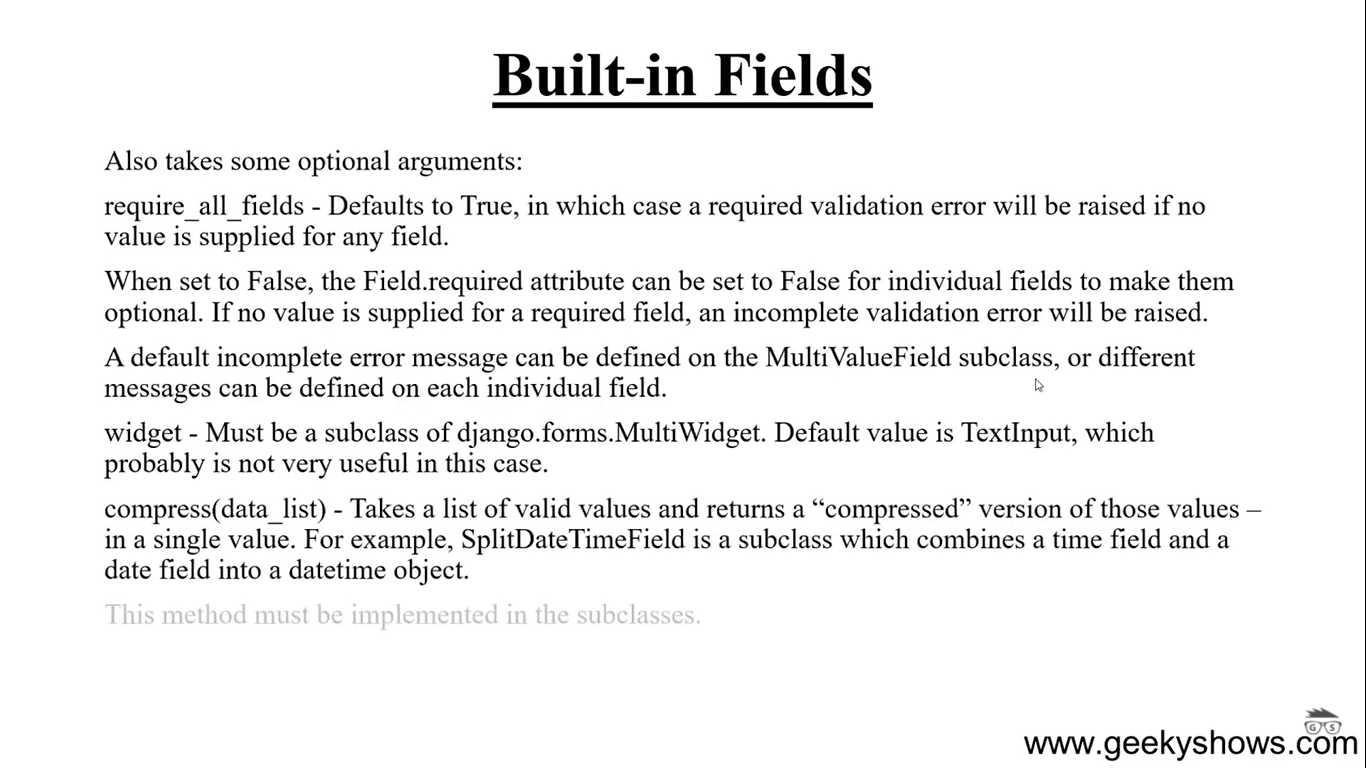 Built-in Fields
Also takes some optional arguments:
require_all_fields - Defaults to True, in which case a required validation error will be raised if no
value is supplied for any field.
When set to False, the Field.required attribute can be set to False for individual fields to make them
optional. If no value is supplied for a required field, an incomplete validation error will be raised.
A default incomplete error message can be defined on the MultiValueField subclass, or different
messages can be defined on each individual field.
widget - Must be a subclass of django.forms.MultiWidget. Default value is TextInput, which
probably is not very useful in this case.
compress(data_list) - Takes a list of valid values and returns a “compressed” version of those values –
in a single value. For example, SplitDateTimeField is a subclass which combines a time field and a
date field into a datetime object.
This method must be implemented in the subclasses.
G S
www.geekyshows.com